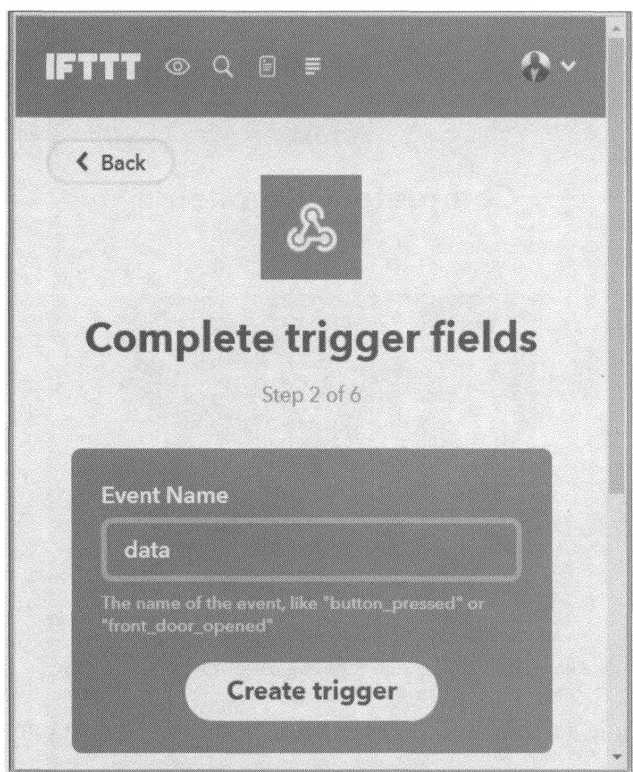 IFTTT
Back
Complete trigger fields
Step 2 of 6
Event Name
data
The name of the event, like "button_pressed" or
"front_door_opened"
Create trigger